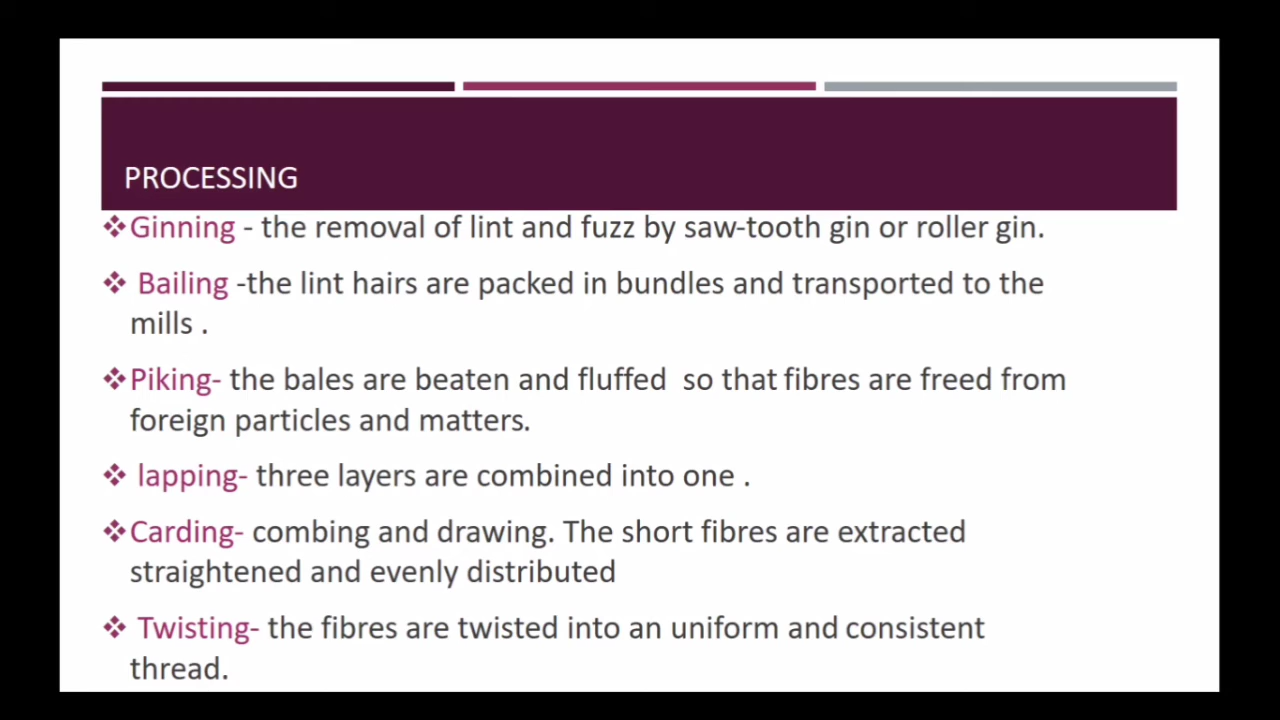 PROCESSING
❖Ginning - the removal of lint and fuzz by saw-tooth gin or roller gin.
❖ Bailing -the lint hairs are packed in bundles and transported to the
mills .
❖Piking- the bales are beaten and fluffed  so that fibres are freed from
foreign particles and matters.
❖ lapping- three layers are combined into one .
❖Carding- combing and drawing. The short fibres are extracted
straightened and evenly distributed
❖ Twisting- the fibres are twisted into an uniform and consistent
thread.